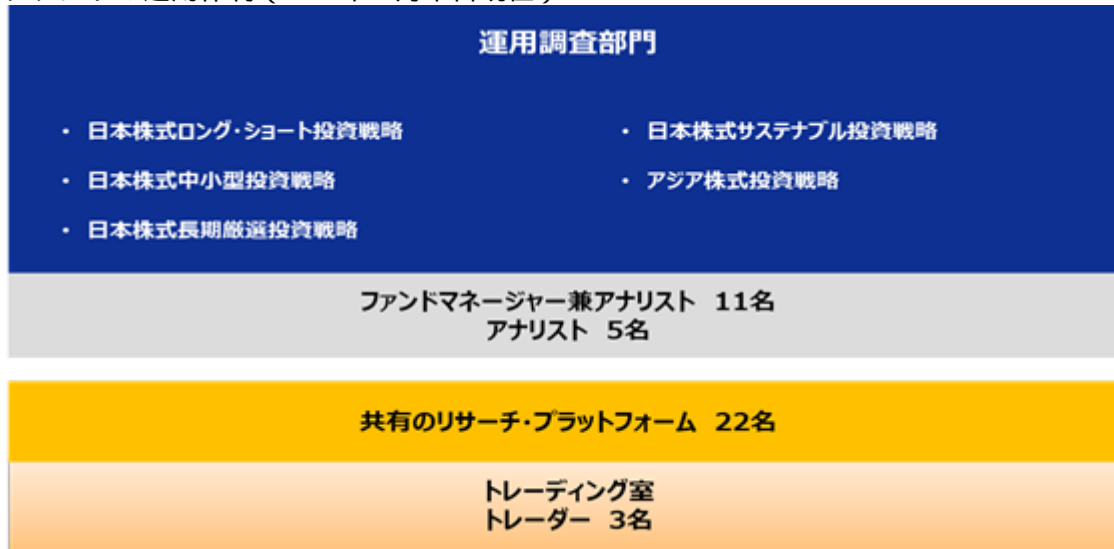 運用調査部門
・ 日本株式ロング・ショート投資戦略
・ 日本株式サステナブル投資戦略
・ 日本株式中小型投資戦略
・ アジア株式投資戦略
・ 日本株式長期厳選投資戦略
ファンドマネージャー兼アナリスト 11名
アナリスト 5名
共有のリサーチ・プラットフォーム 22名
トレーディング室
トレーダー 3名